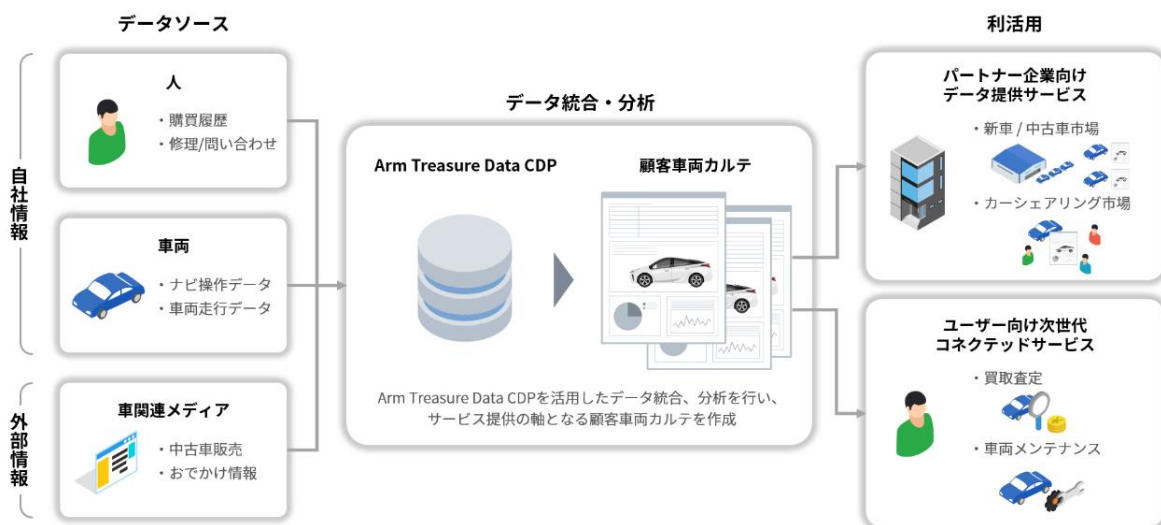 データソース
自社情報
人
・購買履歴
・修理/問い合わせ
車両
・ナビ操作データ
・車両走行データ
外部情報
車関連メディア
・中古車販売
・おでかけ情報
データ統合・分析
Arm Treasure Data CDP
顧客車両カルテ
Arm Treasure Data CDPを活用したデータ統合、分析を行い、
サービス提供の軸となる顧客車両カルテを作成
利活用
パートナー企業向け
データ提供サービス
・新車 / 中古車市場
・カーシェアリング市場
ユーザー向け次世代
コネクテッドサービス
・買取査定
・車両メンテナンス